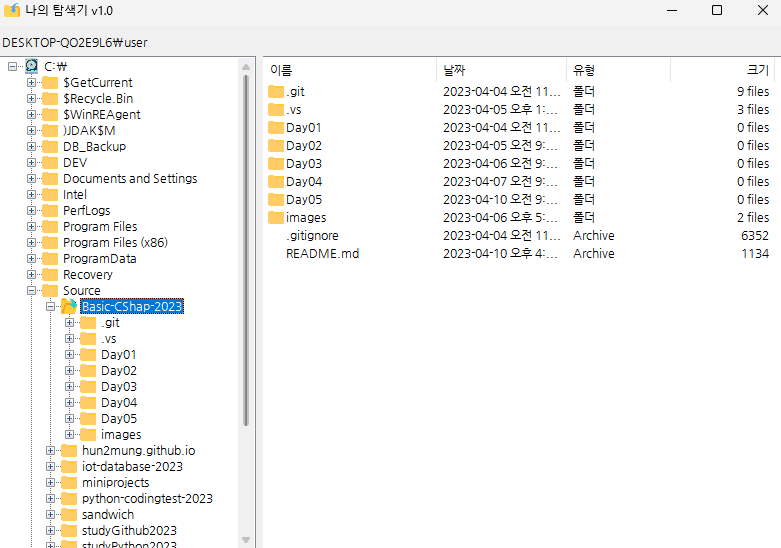 나의 탐색기 v1.0
DESKTOP-QO2E9L6₩user
C:₩
$GetCurrent
$Recycle.Bin
$WinREAgent
)JDAK$M
DB_Backup
DEV
Documents and Settings
Intel
PerfLogs
Program Files
Program Files (x86)
ProgramData
Recovery
Source
Basic-CShap-2023
.git
.vs
Day01
Day02
Day03
Day04
Day05
images
hun2mung.github.io
iot-database-2023
miniprojects
python-codingtest-2023
sandwich
studyGithub2023
studyPython2023
이름 날짜 유형 크기
.git 2023-04-04 오전 11... 폴더 9 files
.vs 2023-04-05 오후 1:... 폴더 3 files
Day01 2023-04-04 오전 11... 폴더 0 files
Day02 2023-04-05 오전 9:... 폴더 0 files
Day03 2023-04-06 오전 9:... 폴더 0 files
Day04 2023-04-07 오전 9:... 폴더 0 files
Day05 2023-04-10 오전 9:... 폴더 0 files
images 2023-04-06 오후 5:... 폴더 2 files
.gitignore 2023-04-04 오전 11... Archive 6352
README.md 2023-04-10 오후 4:... Archive 1134